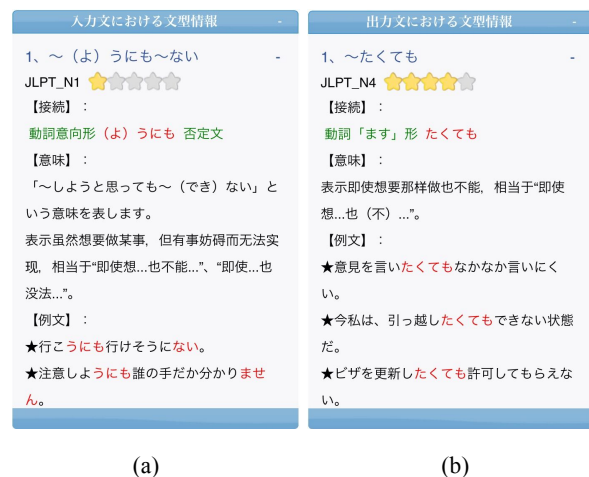 入力文における文型情報 -
1、～（よ）うにも～ない -
JLPT_N1
【接続】：
動詞意向形（よ）うにも 否定文
【意味】：
「～しようと思っても～（でき）ない」と
いう意味を表します。
表示虽然想要做某事，但有事妨碍而无法实
现，相当于“即使想...也不能...”、“即使...也
没法...”。
【例文】：
★行こうにも行けそうにない。
★注意しようにも誰の手だか分かりませ
ん。
(a)
出力文における文型情報 -
1、～たくても -
JLPT_N4
【接続】：
動詞「ます」形 たくても
【意味】：
表示即使想要那样做也不能，相当于“即使
想...也（不）...”。
【例文】：
★意見を言いたくてもなかなか言いにく
い。
★今私は、引っ越ししたくてもできない状態
だ。
★ビザを更新したくても許可してもらえな
い。
(b)